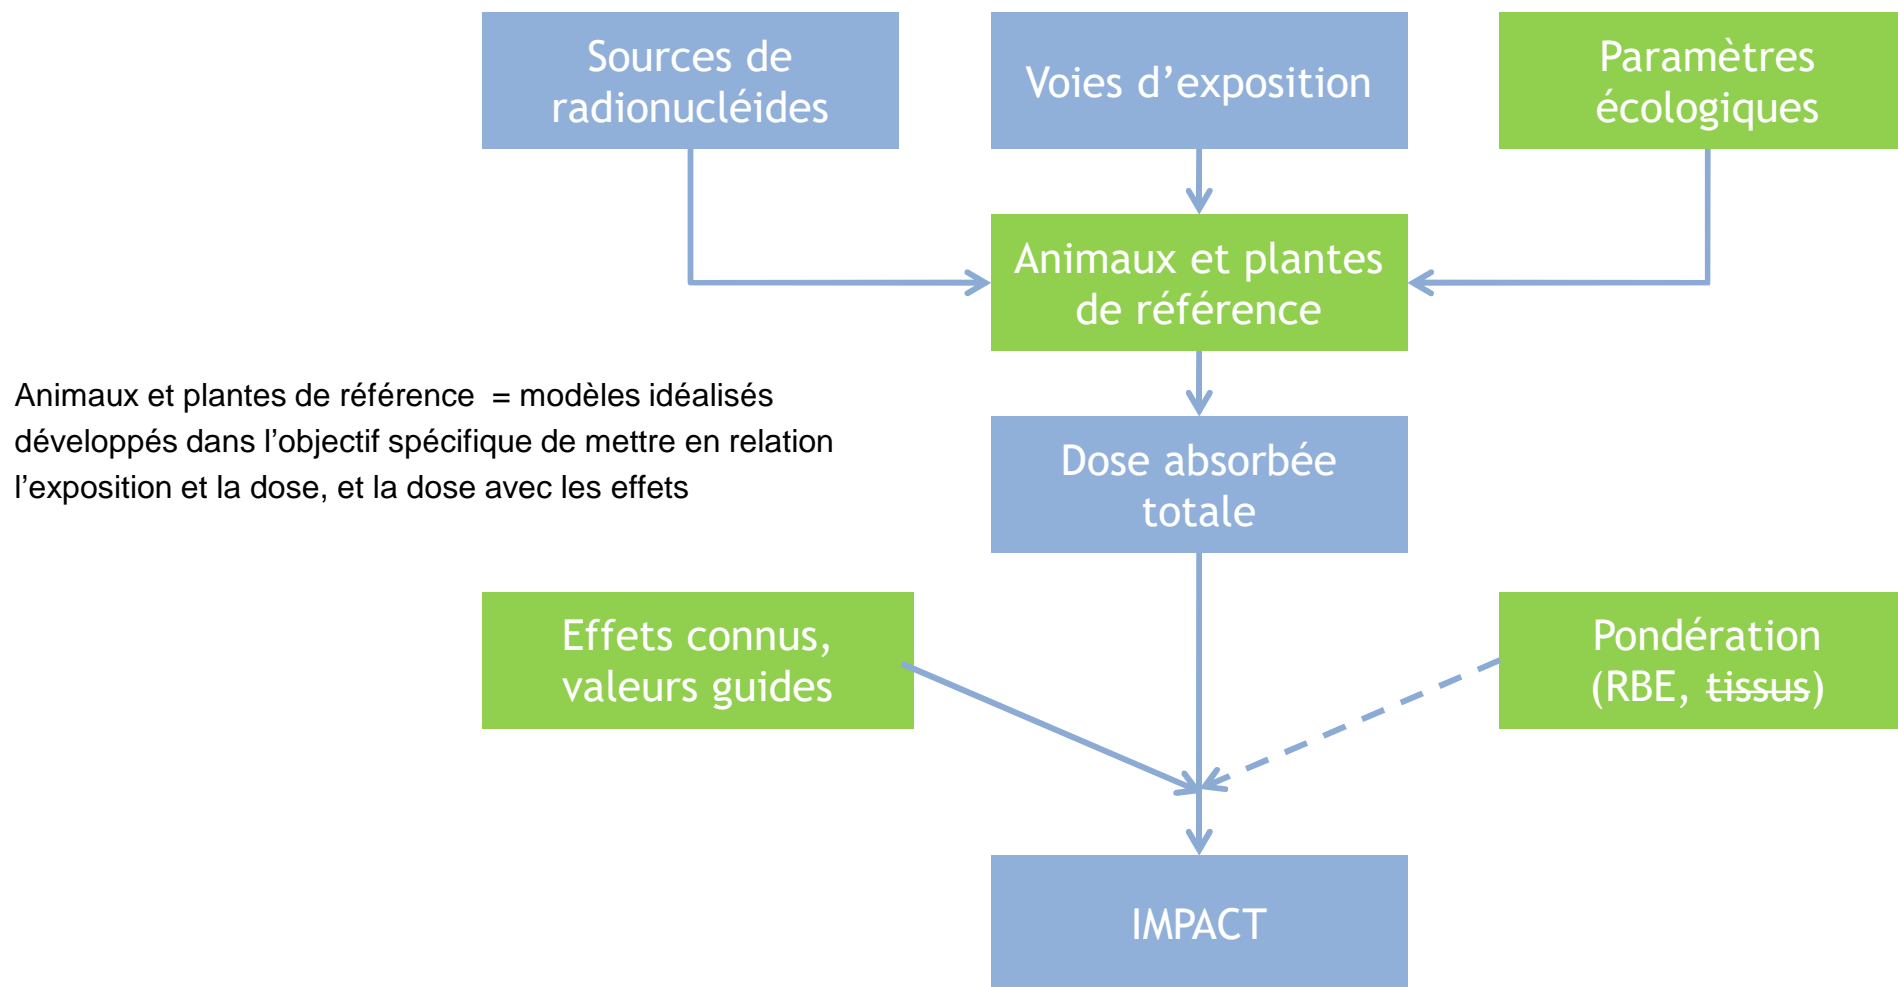 Sources de
radionucléides
Voies d’exposition
Paramètres
écologiques
Animaux et plantes
de référence
Animaux et plantes de référence = modèles idéalisés
développés dans l’objectif spécifique de mettre en relation
l’exposition et la dose, et la dose avec les effets
Dose absorbée
totale
Effets connus,
valeurs guides
Pondération
(RBE, tissus)
IMPACT